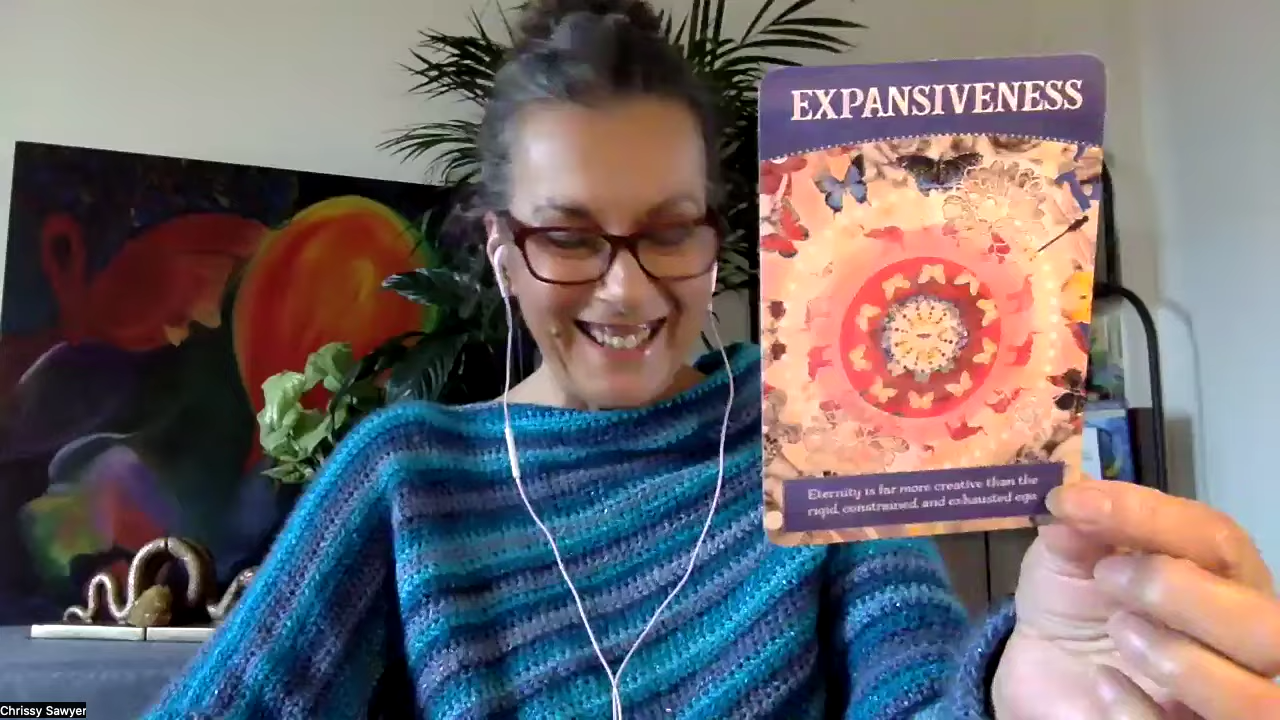 EXPANSIVENESS
Eternity is far more creative than the
rigid, constrained, and exhausted ego.
Chrissy Sawyer